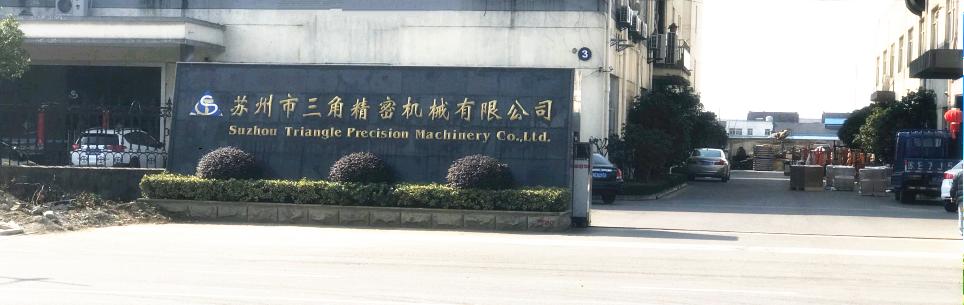 苏州市三角精密机械有限公司
Suzhou Triangle Precision Machinery Co.,Ltd.
3